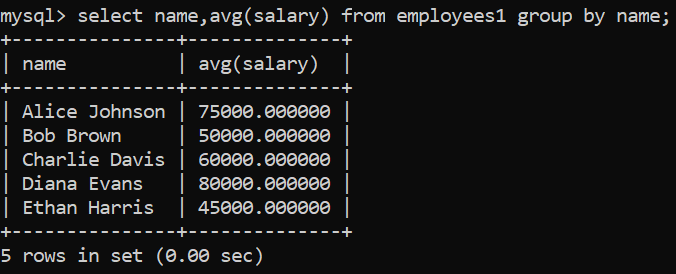 mysql> select name,avg(salary) from employees1 group by name;
+---------------+--------------+
| name          | avg(salary)  |
+---------------+--------------+
| Alice Johnson | 75000.000000 |
| Bob Brown     | 50000.000000 |
| Charlie Davis | 60000.000000 |
| Diana Evans   | 80000.000000 |
| Ethan Harris  | 45000.000000 |
+---------------+--------------+
5 rows in set (0.00 sec)